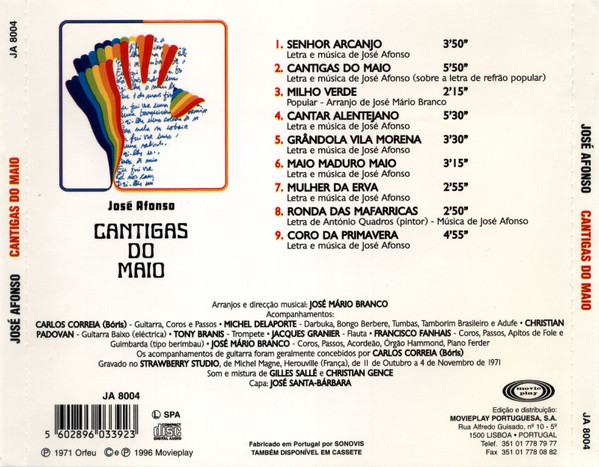 JA 8004
JOSÉ AFONSO CANTIGAS DO MAIO
José Afonso
CANTIGAS
DO
MAIO
1. SENHOR ARCANJO 3'50"
Letra e música de José Afonso
2. CANTIGAS DO MAIO 5'50"
Letra e música de José Afonso (sobre a letra de refrão popular)
3. MILHO VERDE 2'15"
Popular - Arranjo de José Mário Branco
4. CANTAR ALENTEJANO 5'30"
Letra e música de José Afonso
5. GRÂNDOLA VILA MORENA 3'30"
Letra e música de José Afonso
6. MAIO MADURO MAIO 3'15"
Letra e música de José Afonso
7. MULHER DA ERVA 2'55"
Letra e música de José Afonso
8. RONDA DAS MAFARRICAS 2'50"
Letra de António Quadros (pintor) - Música de José Afonso
9. CORO DA PRIMAVERA 4'55"
Letra e música de José Afonso
Arranjos e direcção musical: JOSÉ MÁRIO BRANCO
Acompanhamentos:
CARLOS CORREIA (Bóris) - Guitarra, Coros e Passos • MICHEL DELAPORTE - Darbuka, Bongo Berbere, Tumbas, Tamborim Brasileiro e Adufe • CHRISTIAN
PADOVAN - Guitarra Baixo (eléctrica) • TONY BRANIS - Trompete • JACQUES GRANIER - Flauta • FRANCISCO FANHAIS - Coros, Passos, Apitos de Fole e
Guimbarda (tipo berimbau) • JOSÉ MÁRIO BRANCO - Coros, Passos, Acordeão, Órgão Hammond, Piano Ferder
Os acompanhamentos de guitarra foram geralmente concebidos por CARLOS CORREIA (Bóris)
Gravado no STRAWBERRY STUDIO, de Michel Magne, Herouville (França), de 11 de Outubro a 4 de Novembro de 1971
Som e mistura de GILLES SALLÉ e CHRISTIAN GENCE
Capa: JOSÉ SANTA-BÁRBARA
JA 8004
5 602896 033923
L SPA
COMPACT
disc
DIGITAL AUDIO
℗ 1971 Orfeu © e ℗ 1996 Movieplay
Fabricado em Portugal por SONOVIS
TAMBÉM DISPONÍVEL EM CASSETE
movie
play
Edição e distribuição:
MOVIEPLAY PORTUGUESA, S.A.
Rua Alfredo Guisado, nº 10 - 5º
1500 LISBOA • PORTUGAL
Tel. 351 01 778 79 77
Fax 351 01 778 08 02
JOSÉ AFONSO CANTIGAS DO MAIO
JA 8004